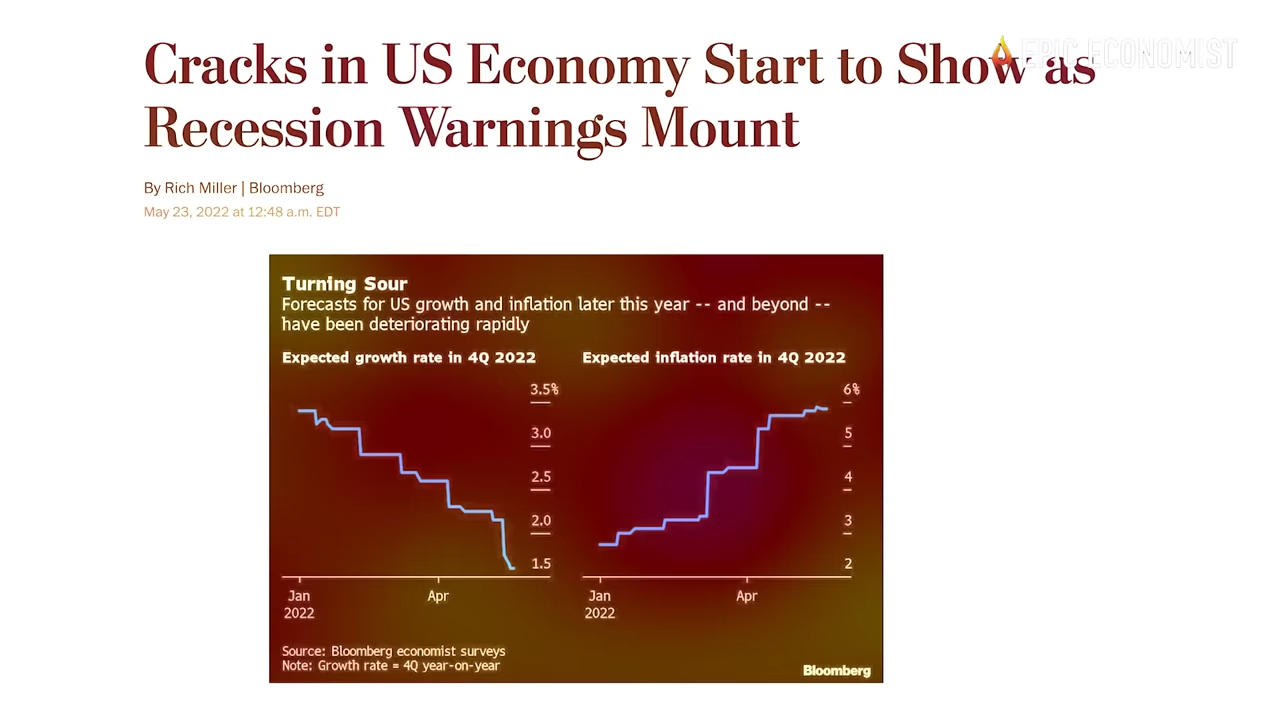 Cracks in US Economy Start to Show as
EPIC ECONOMIST
Recession Warnings Mount
By Rich Miller | Bloomberg
May 23, 2022 at 12:48 a.m. EDT
Turning Sour
Forecasts for US growth and inflation later this year -- and beyond --
have been deteriorating rapidly
Expected growth rate in 4Q 2022
3.5%
3.0
2.5
2.0
1.5
Jan
2022
Apr
Expected inflation rate in 4Q 2022
6%
5
4
3
2
Jan
2022
Apr
Source: Bloomberg economist surveys
Note: Growth rate = 4Q year-on-year
Bloomberg